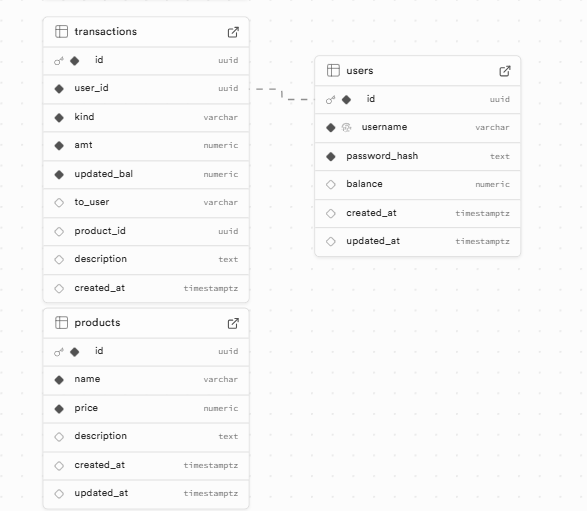 transactions
id uuid
user_id uuid
kind varchar
amt numeric
updated_bal numeric
to_user varchar
product_id uuid
description text
created_at timestamptz
users
id uuid
username varchar
password_hash text
balance numeric
created_at timestamptz
updated_at timestamptz
products
id uuid
name varchar
price numeric
description text
created_at timestamptz
updated_at timestamptz